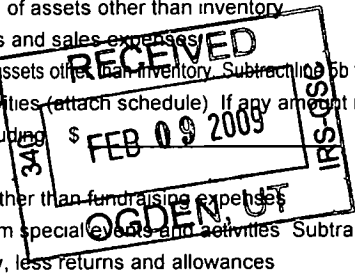 of assets other than inventory
s and sales expenses
assets other than inventory Subtract line 5b
ities (attach schedule) If any amount
uding $
RECEIVED
340
FEB 09 2009
IRS-OSC
OGDEN, UT
ther than fundraising expenses
m special events and activities Subtra
y, less returns and allowances